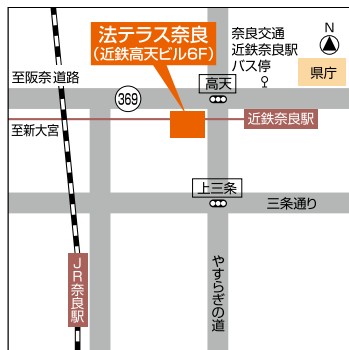 法テラス奈良
(近鉄高天ビル6F)
奈良交通
近鉄奈良駅
バス停
N
県庁
至阪奈道路
高天
369
至新大宮
近鉄奈良駅
上三条
三条通り
JR奈良駅
やすらぎの道